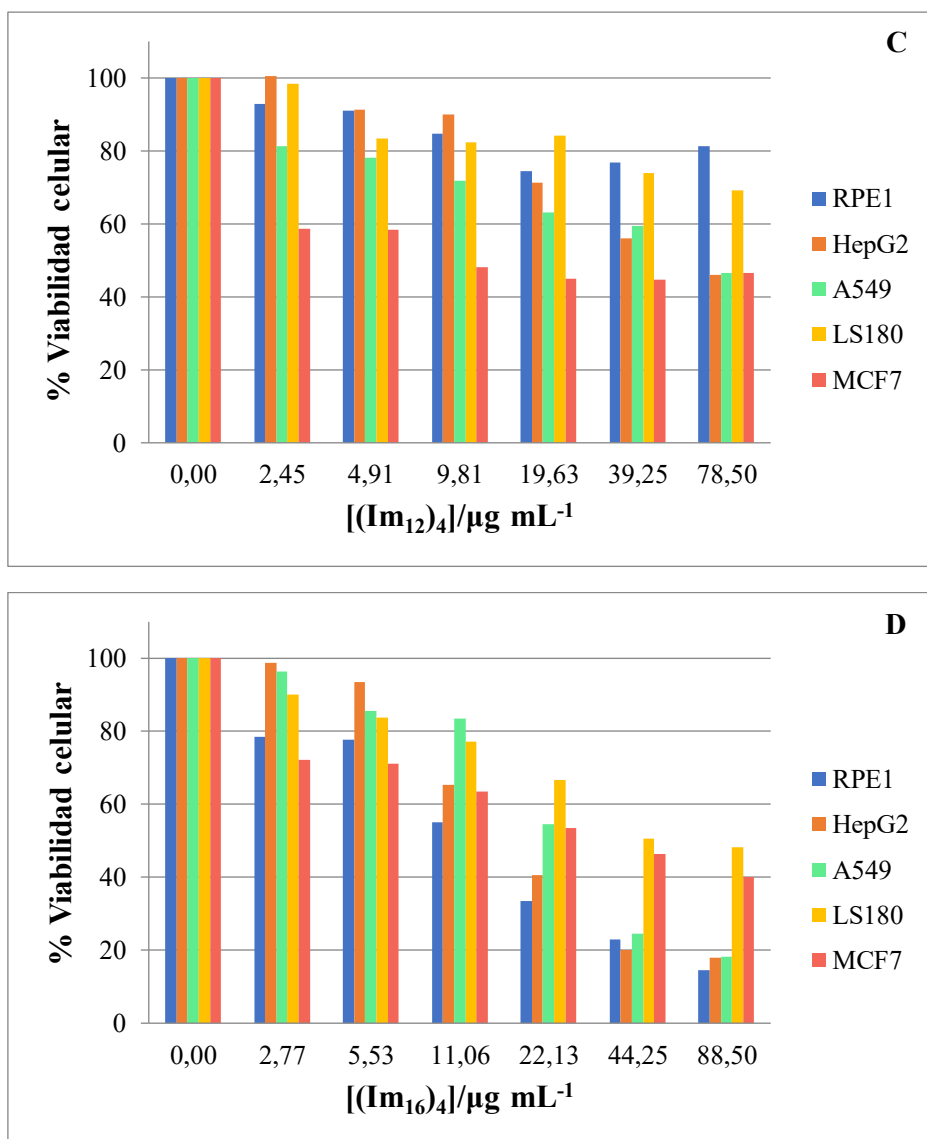 C
% Viabilidad celular
100
80
60
40
20
0
0,00 2,45 4,91 9,81 19,63 39,25 78,50
[(Im₁₂)₄]/µg mL⁻¹
RPE1
HepG2
A549
LS180
MCF7
D
% Viabilidad celular
100
80
60
40
20
0
0,00 2,77 5,53 11,06 22,13 44,25 88,50
[(Im₁₆)₄]/µg mL⁻¹
RPE1
HepG2
A549
LS180
MCF7